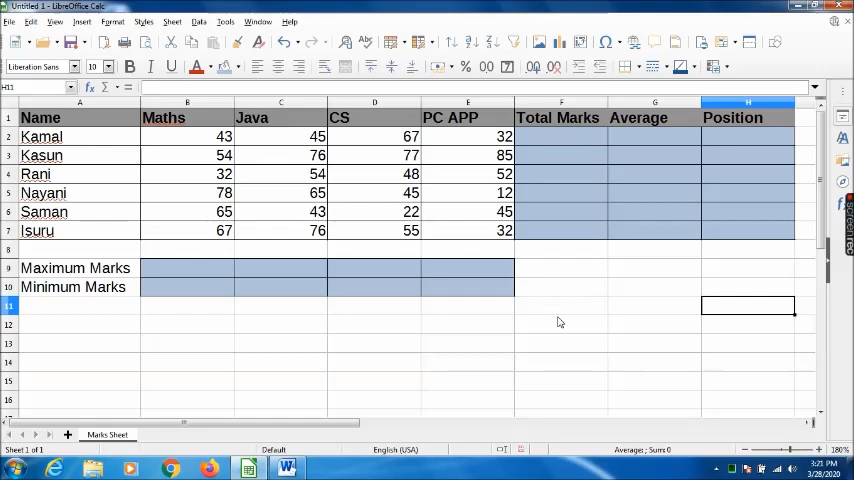 Untitled 1 - LibreOffice Calc
File Edit View Insert Format Styles Sheet Data Tools Window Help
Liberation Sans 10
H11
A B C D E F G H
1 Name Maths Java CS PC APP Total Marks Average Position
2 Kamal 43 45 67 32
3 Kasun 54 76 77 85
4 Rani 32 54 48 52
5 Nayani 78 65 45 12
6 Saman 65 43 22 45
7 Isuru 67 76 55 32
8
9 Maximum Marks
10 Minimum Marks
11
12
13
14
15
16
Marks Sheet
Sheet 1 of 1 Default English (USA) Average: ; Sum: 0 180%
3:21 PM
3/28/2020
screenrec